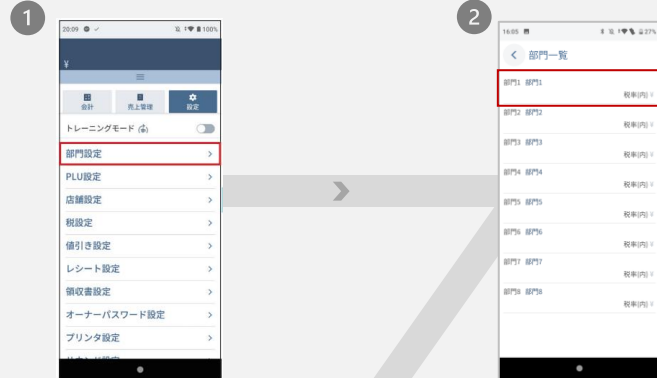 1
20:09 100%
¥
会計 売上管理 設定
トレーニングモード
部門設定
PLU設定
店舗設定
税設定
値引き設定
レシート設定
領収書設定
オーナーパスワード設定
プリンタ設定
2
16:05 27%
部門一覧
部門1 部門1
税率(内) ¥
部門2 部門2
税率(内) ¥
部門3 部門3
税率(内) ¥
部門4 部門4
税率(内) ¥
部門5 部門5
税率(内) ¥
部門6 部門6
税率(内) ¥
部門7 部門7
税率(内) ¥
部門8 部門8
税率(内) ¥